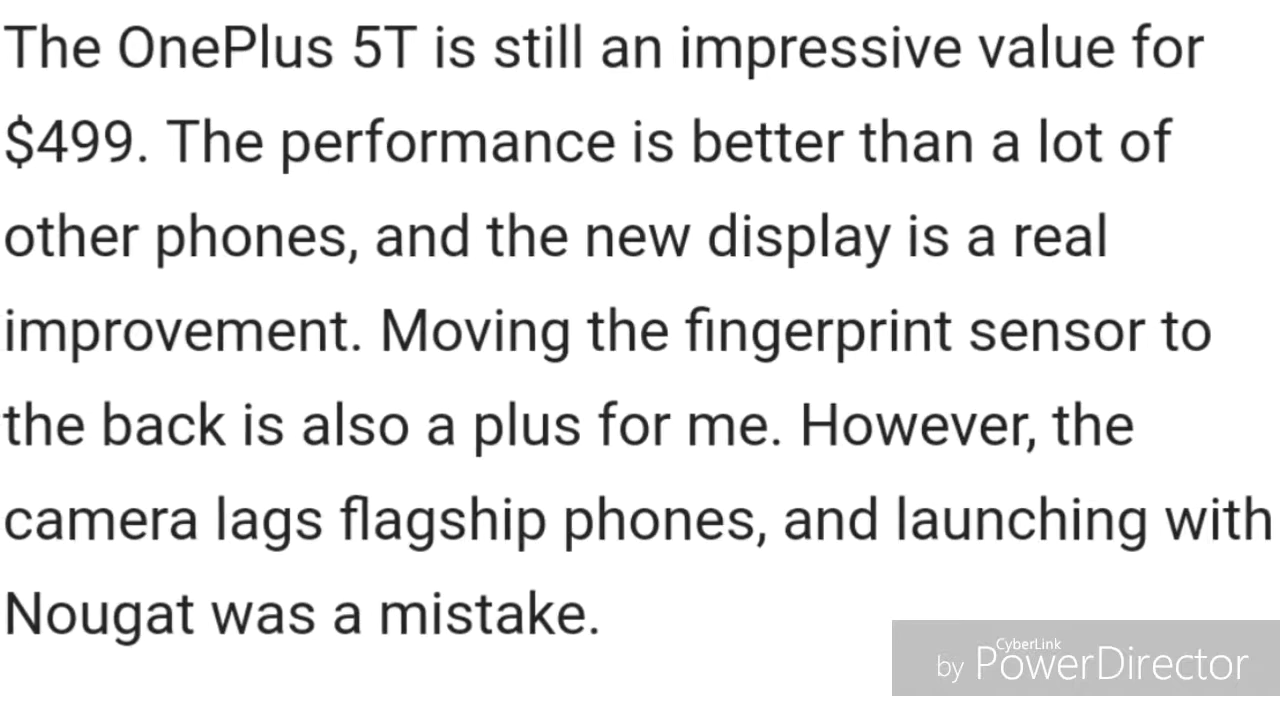 The OnePlus 5T is still an impressive value for
$499. The performance is better than a lot of
other phones, and the new display is a real
improvement. Moving the fingerprint sensor to
the back is also a plus for me. However, the
camera lags flagship phones, and launching with
Nougat was a mistake.
CyberLink
by PowerDirector